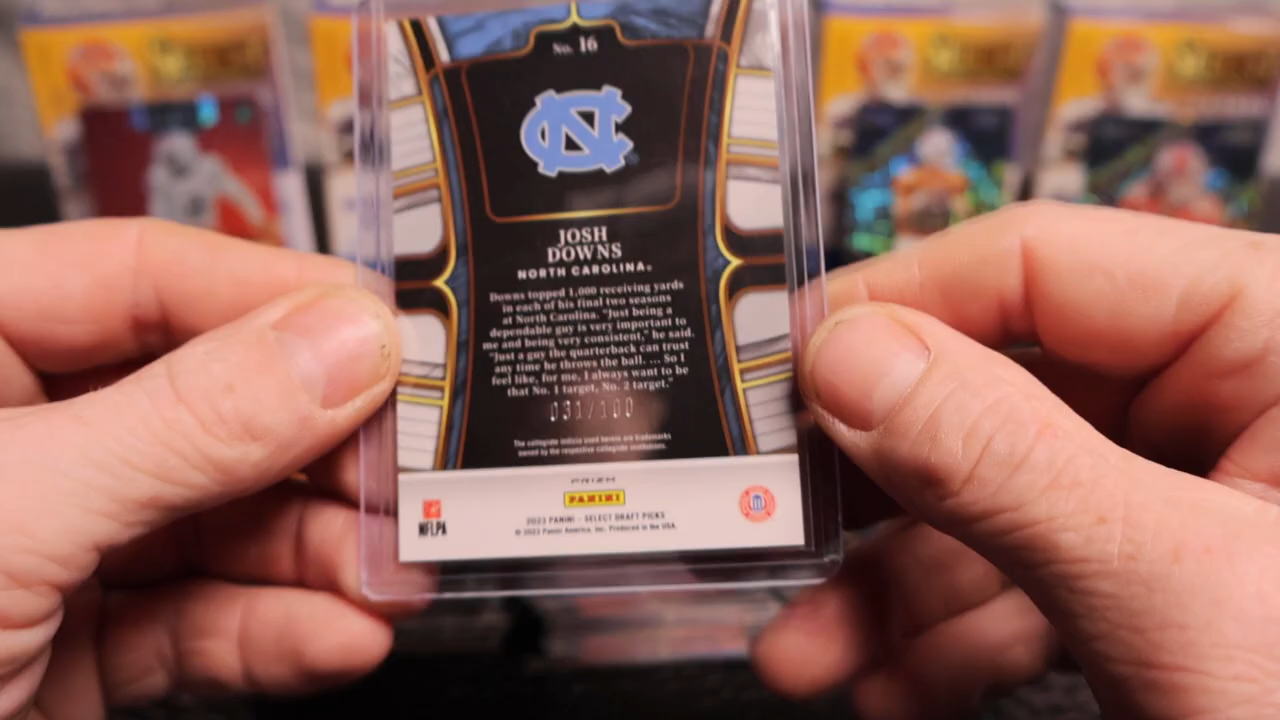 No. 16
NC
JOSH
DOWNS
NORTH CAROLINA®
Downs topped 1,000 receiving yards
in each of his final two seasons
at North Carolina. "Just being a
dependable guy is very important to
me and being very consistent," he said.
"Just a guy the quarterback can trust
any time he throws the ball. ... So I
feel like, for me, I always want to be
that No. 1 target, No. 2 target."
031/100
The collegiate indicia used herein are trademarks
owned by the respective collegiate institutions.
PRIZM
PANINI
NFLPA
2023 PANINI - SELECT DRAFT PICKS
© 2023 Panini America, Inc. Produced in the USA.